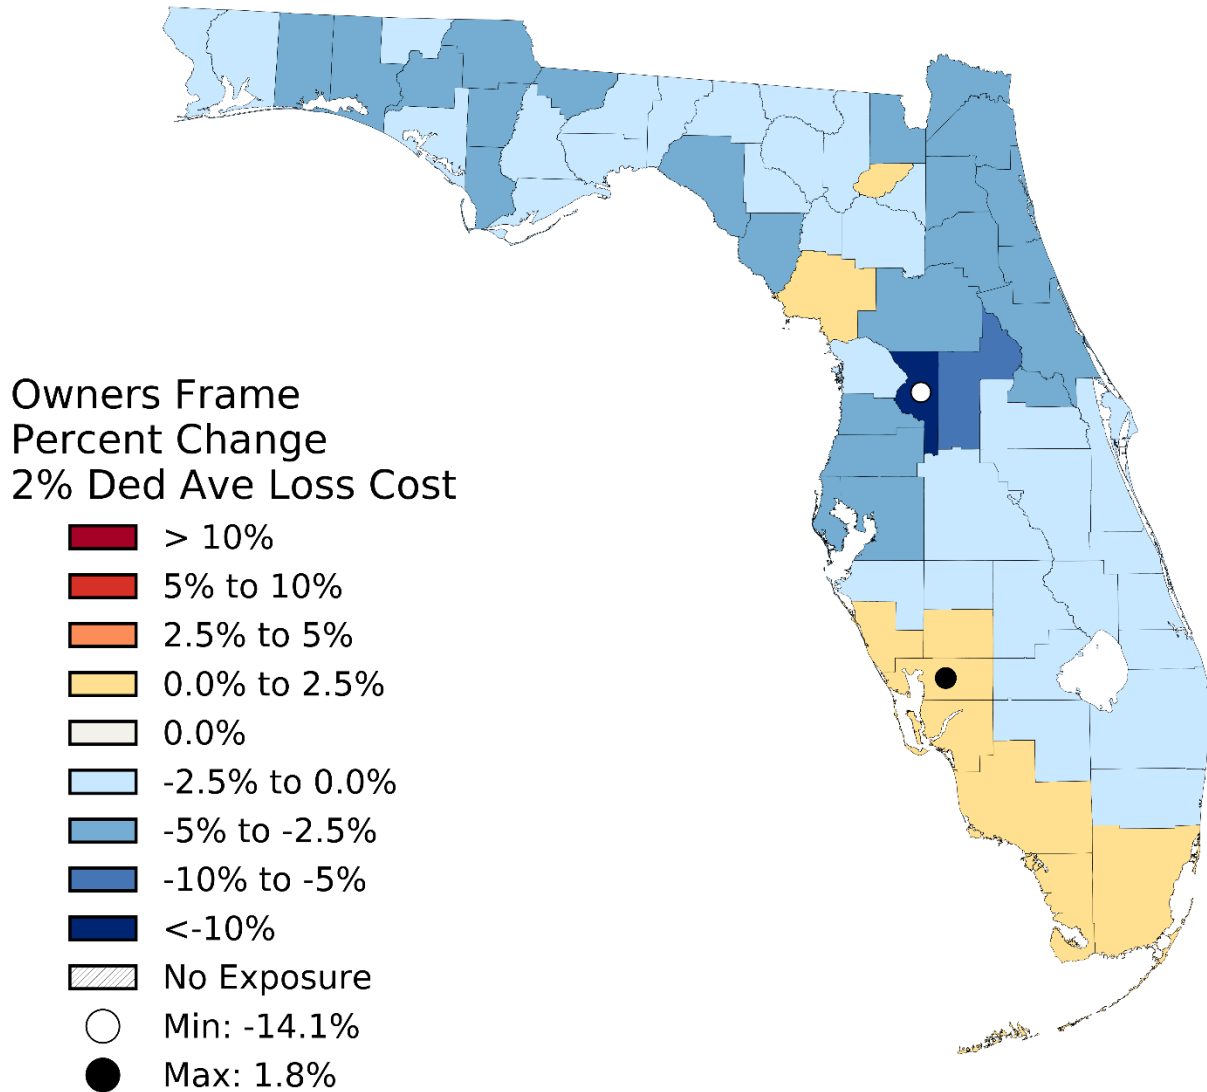 Owners Frame
Percent Change
2% Ded Ave Loss Cost
> 10%
5% to 10%
2.5% to 5%
0.0% to 2.5%
0.0%
-2.5% to 0.0%
-5% to -2.5%
-10% to -5%
<-10%
No Exposure
Min: -14.1%
Max: 1.8%